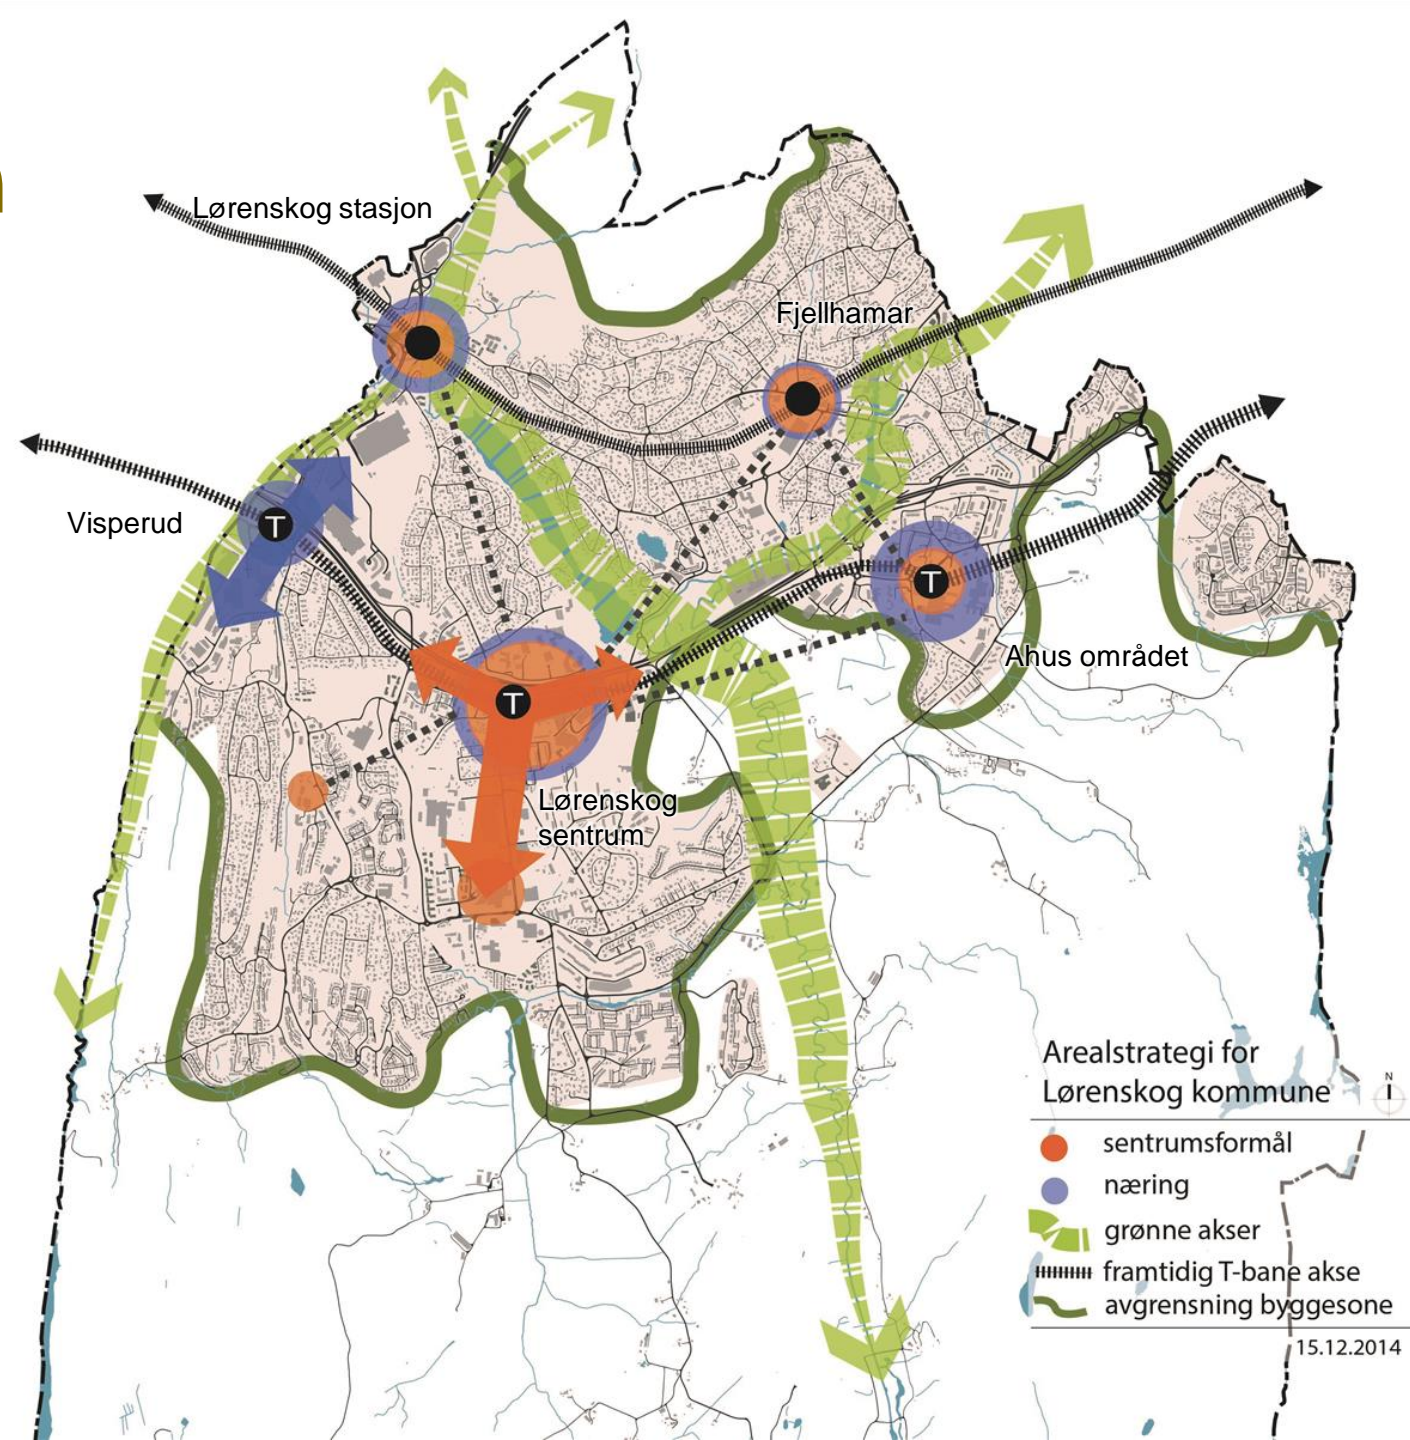 Lørenskog stasjon
Fjellhamar
Visperud
T
T
Ahus området
T
Lørenskog
sentrum
Arealstrategi for
Lørenskog kommune
N
sentrumsformål
næring
grønne akser
framtidig T-bane akse
avgrensning byggesone
15.12.2014